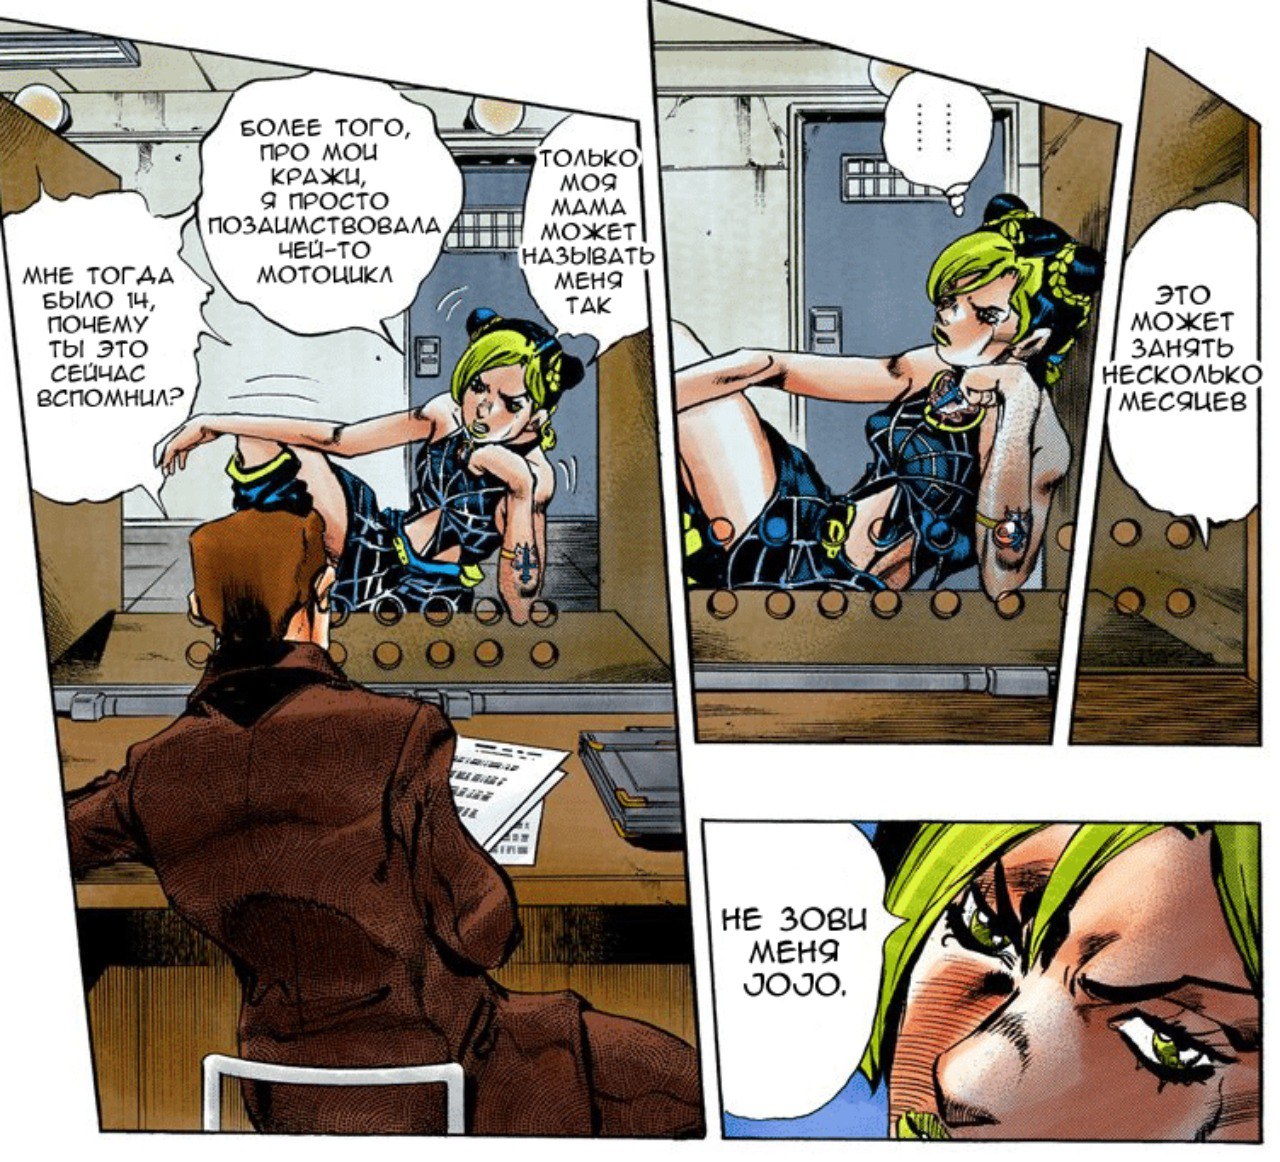 ЭТО
МОЖЕТ
ЗАНЯТЬ
НЕСКОЛЬКО
МЕСЯЦЕВ
...... ......
НЕ ЗОВИ
МЕНЯ
JOJO.
ТОЛЬКО
МОЯ
МАМА
МОЖЕТ
НАЗЫВАТЬ
МЕНЯ
ТАК
БОЛЕЕ ТОГО,
ПРО МОИ
КРАЖИ,
Я ПРОСТО
ПОЗАИМСТВОВАЛА
ЧЕЙ-ТО
МОТОЦИКЛ
МНЕ ТОГДА
БЫЛО 14,
ПОЧЕМУ
ТЫ ЭТО
СЕЙЧАС
ВСПОМНИЛ?